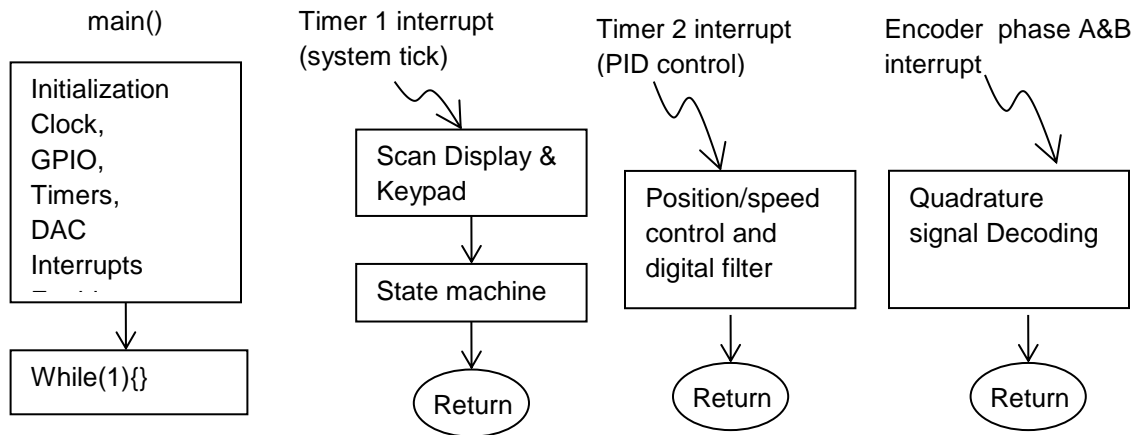 main()
Initialization
Clock,
GPIO,
Timers,
DAC
Interrupts
While(1){}
Timer 1 interrupt
(system tick)
Scan Display &
Keypad
State machine
Return
Timer 2 interrupt
(PID control)
Position/speed
control and
digital filter
Return
Encoder phase A&B
interrupt
Quadrature
signal Decoding
Return